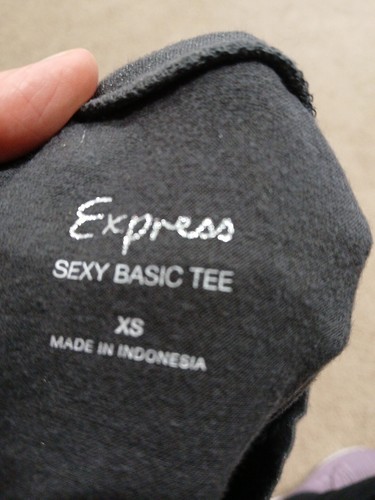 Express
SEXY BASIC TEE
XS
MADE IN INDONESIA